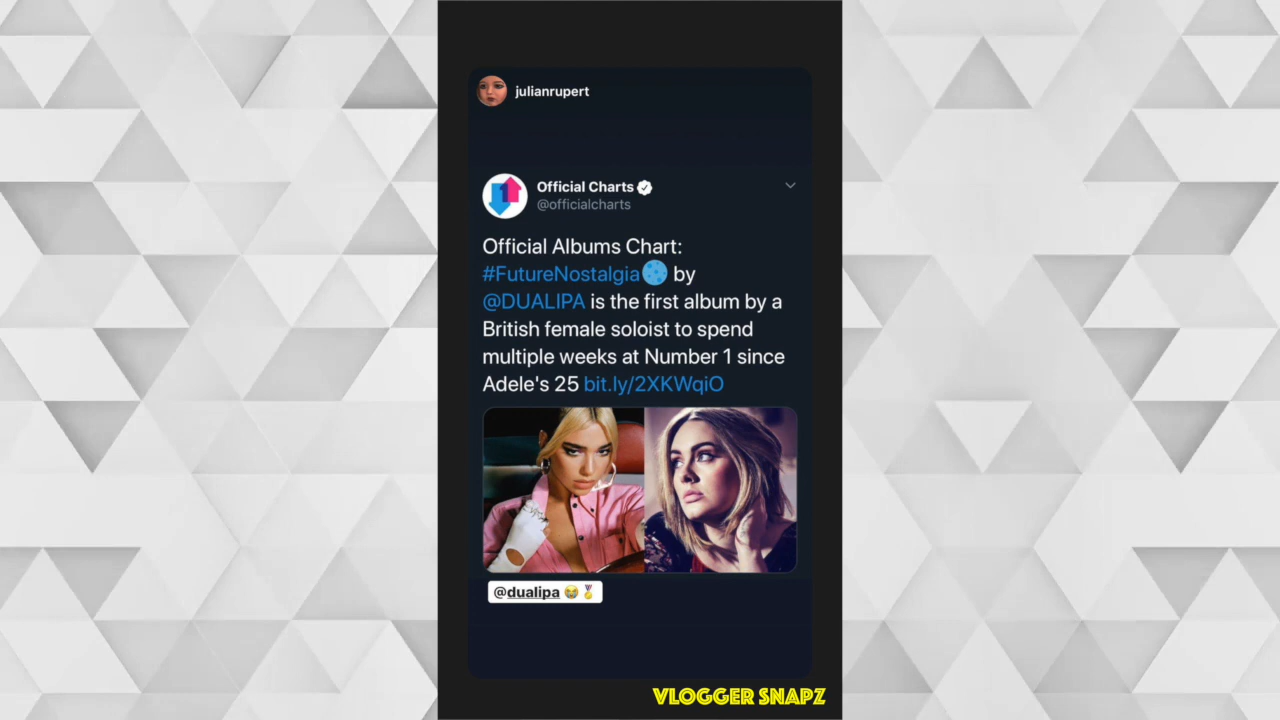 julianrupert
Official Charts
@officialcharts
Official Albums Chart:
#FutureNostalgia by
@DUALIPA is the first album by a
British female soloist to spend
multiple weeks at Number 1 since
Adele's 25 bit.ly/2XKWqiO
@dualipa 😭🏅
VLOGGER SNAPZ